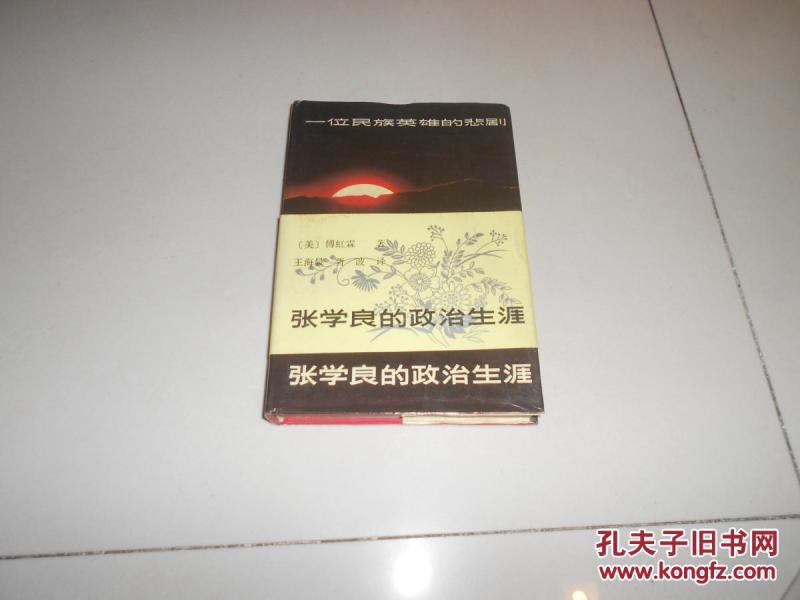 一位民族英雄的悲剧
〔美〕傅虹霖 著
王海晨 胥波 译
张学良的政治生涯
张学良的政治生涯
孔夫子旧书网
www.kongfz.com